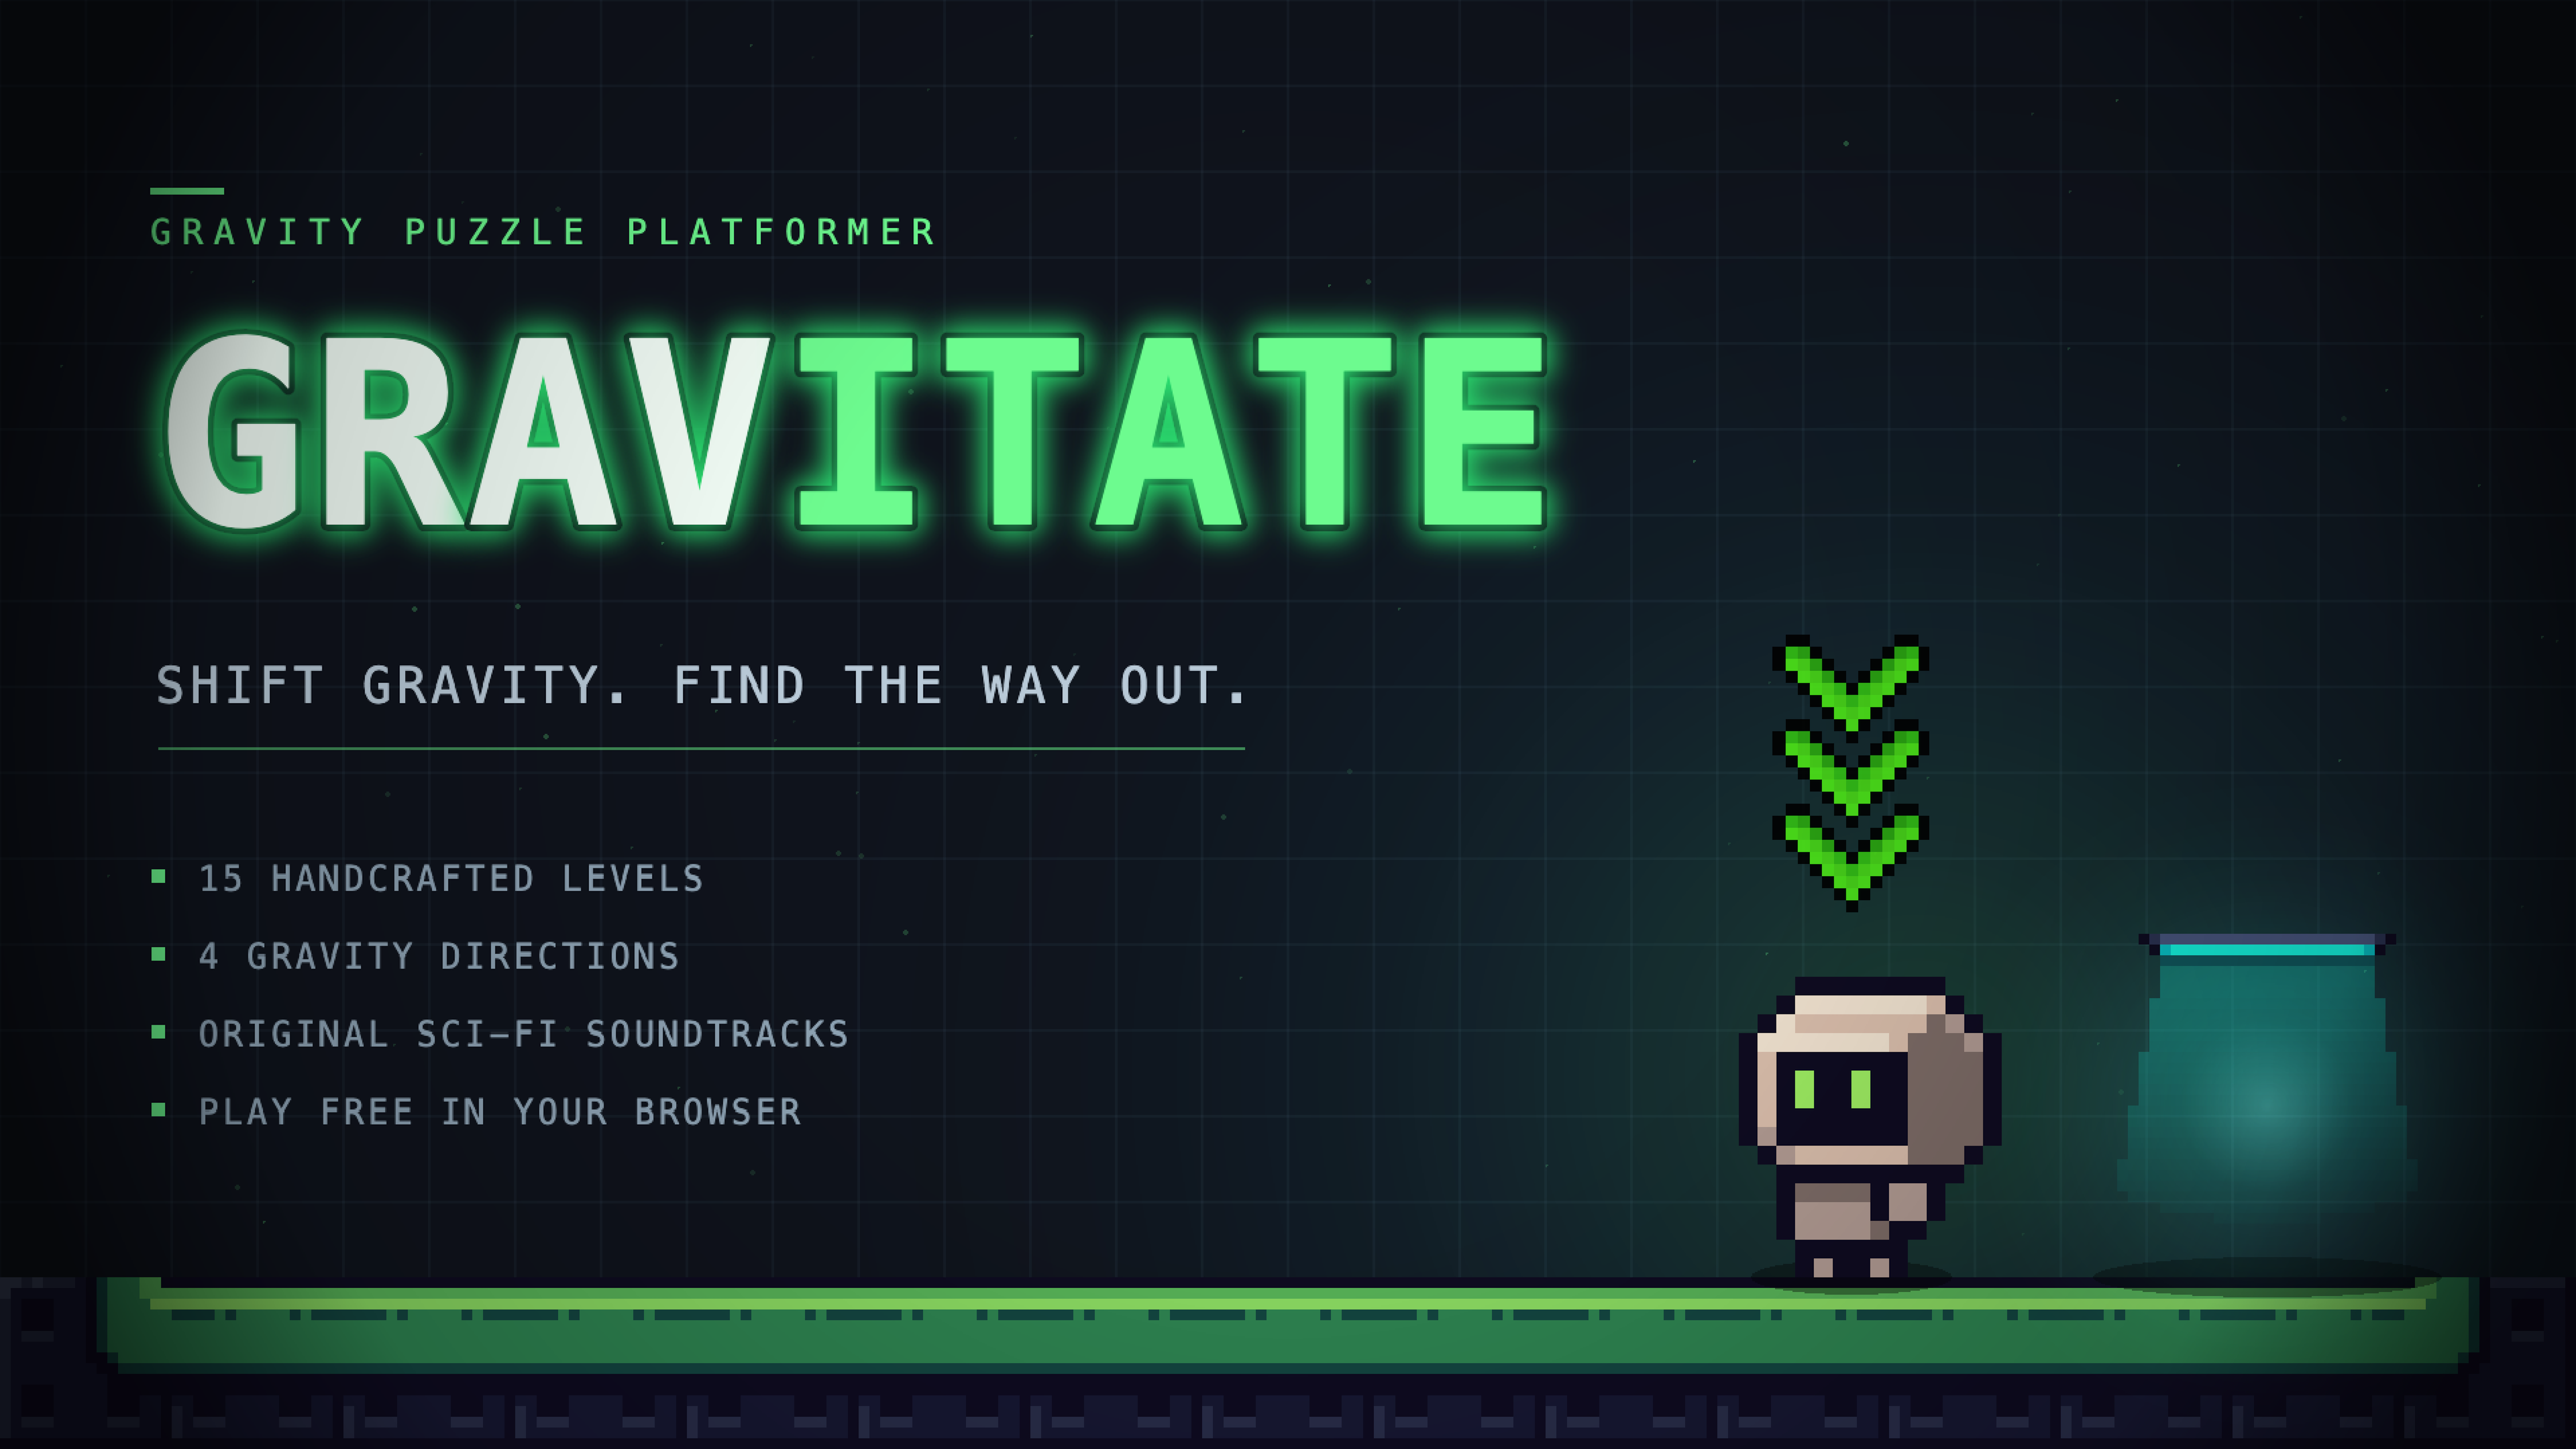 GRAVITY PUZZLE PLATFORMER
GRAVITATE
SHIFT GRAVITY. FIND THE WAY OUT.
15 HANDCRAFTED LEVELS
4 GRAVITY DIRECTIONS
ORIGINAL SCI-FI SOUNDTRACKS
PLAY FREE IN YOUR BROWSER